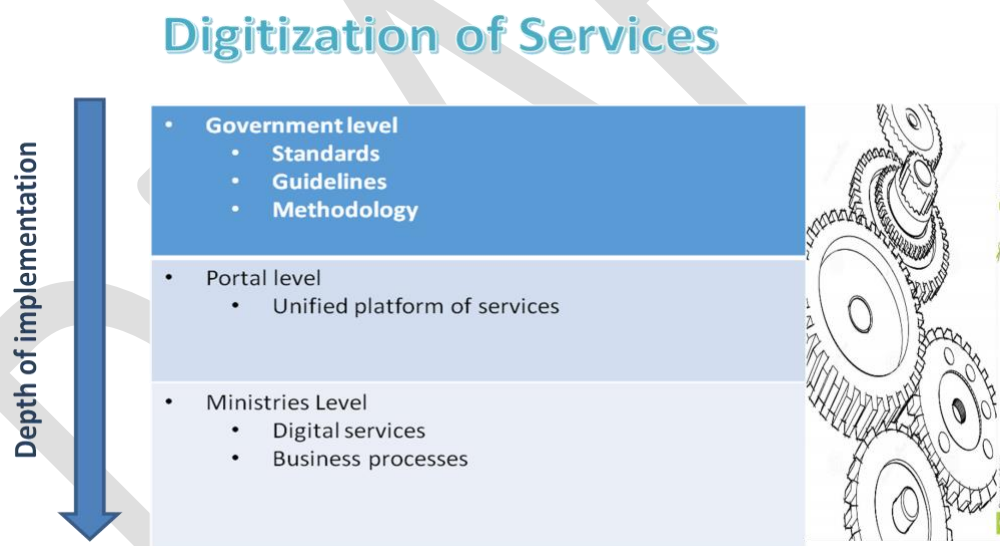 Digitization of Services
Depth of implementation
• Government level
• Standards
• Guidelines
• Methodology
• Portal level
• Unified platform of services
• Ministries Level
• Digital services
• Business processes